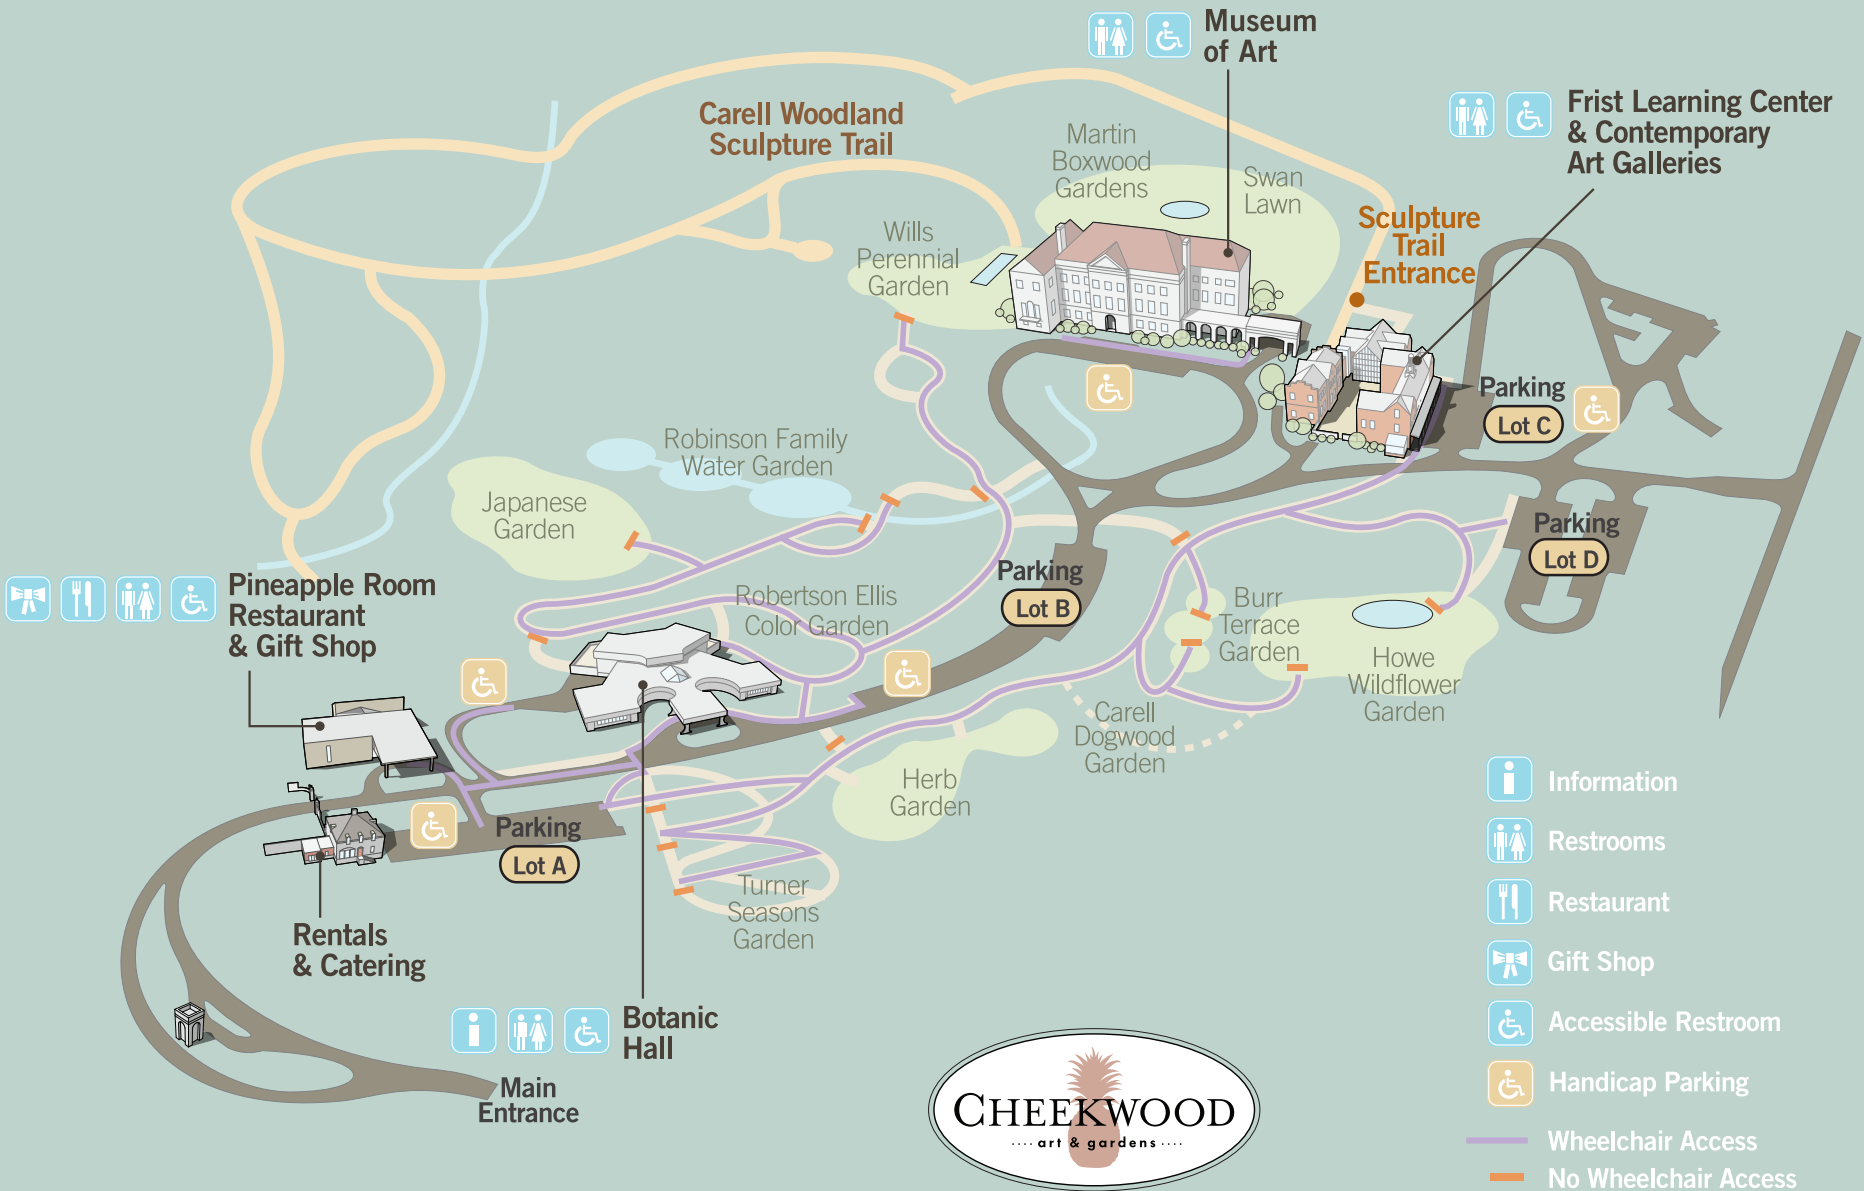 Museum
of Art
Frist Learning Center
& Contemporary
Art Galleries
Carell Woodland
Sculpture Trail
Martin
Boxwood
Gardens
Swan
Lawn
Sculpture
Trail
Entrance
Wills
Perennial
Garden
Parking
Lot C
Robinson Family
Water Garden
Japanese
Garden
Parking
Lot D
Pineapple Room
Restaurant
& Gift Shop
Parking
Lot B
Robertson Ellis
Color Garden
Burr
Terrace
Garden
Howe
Wildflower
Garden
Carell
Dogwood
Garden
Herb
Garden
Parking
Lot A
Turner
Seasons
Garden
Rentals
& Catering
Botanic
Hall
Main
Entrance
CHEEKWOOD
.... art & gardens ....
Information
Restrooms
Restaurant
Gift Shop
Accessible Restroom
Handicap Parking
Wheelchair Access
No Wheelchair Access